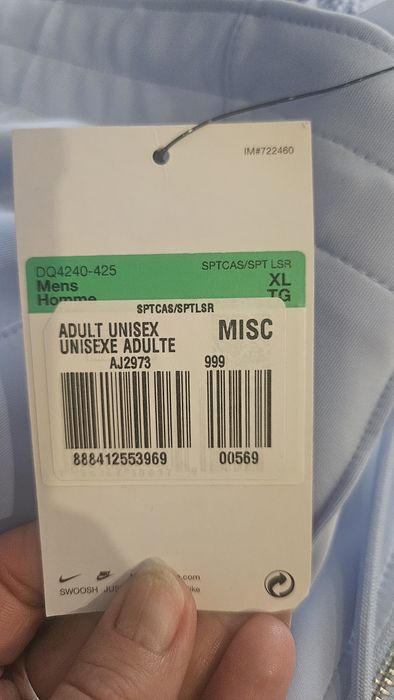 IM#722460
DQ4240-425 SPTCAS/SPT LSR
Mens XL
Homme TG
SPTCAS/SPTLSR
ADULT UNISEX MISC
UNISEXE ADULTE
AJ2973 999
888412553969 00569
.com
SWOOSH